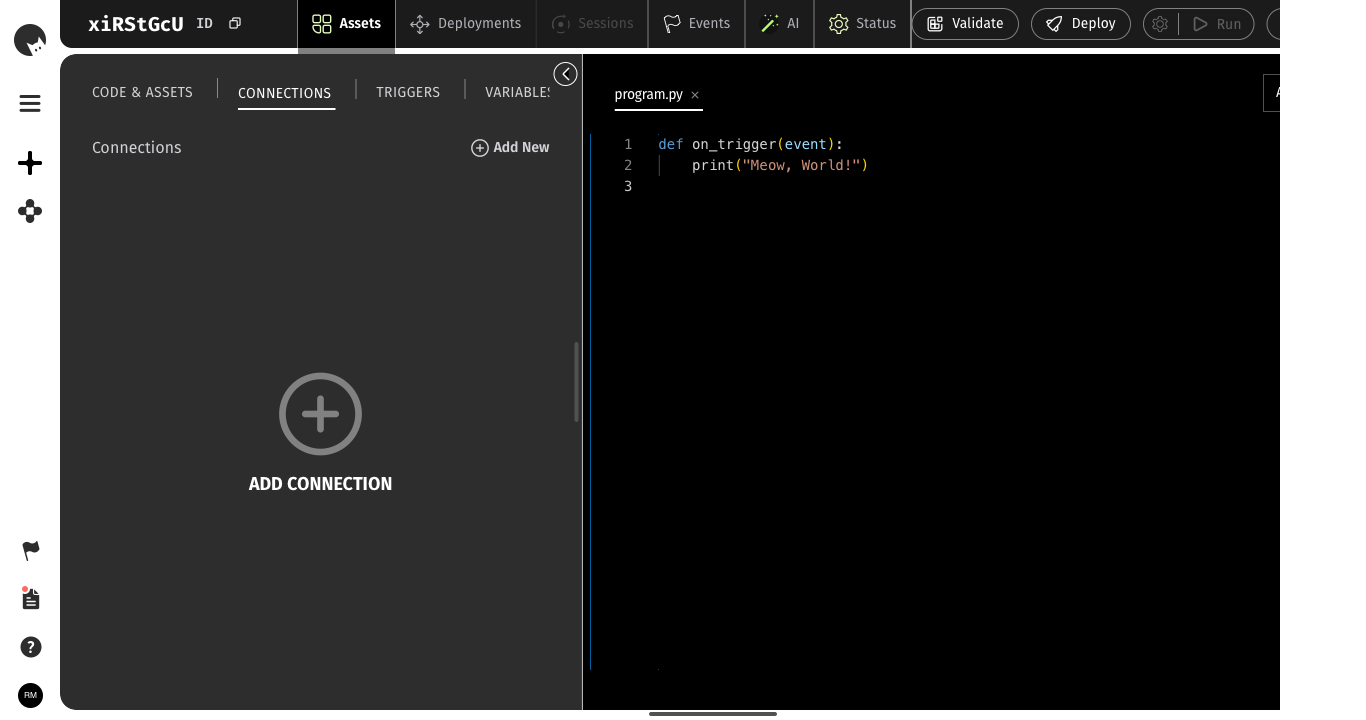 xiRStGcU ID
Assets
Deployments
Sessions
Events
AI
Status
Validate
Deploy
Run
CODE & ASSETS
CONNECTIONS
TRIGGERS
VARIABLES
Connections
Add New
ADD CONNECTION
program.py ×
1 def on_trigger(event):
2     print("Meow, World!")
3
?
RM